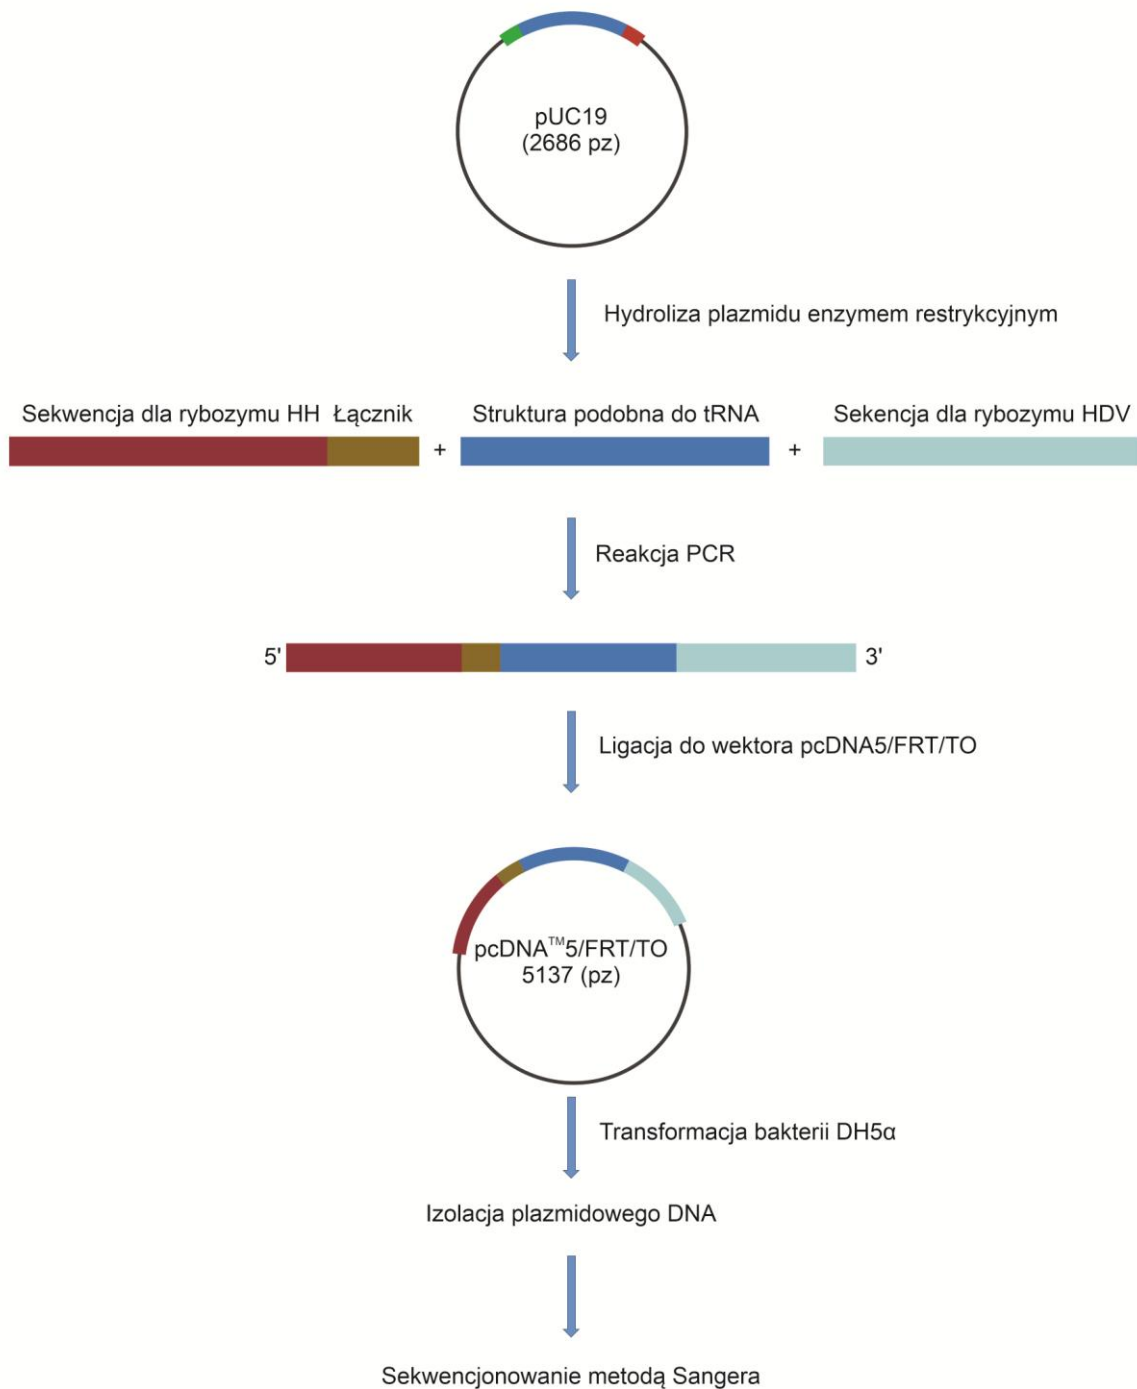 pUC19
(2686 pz)
Hydroliza plazmidu enzymem restrykcyjnym
Sekwencja dla rybozymu HH Łącznik Struktura podobna do tRNA Sekencja dla rybozymu HDV
+ +
Reakcja PCR
5' 3'
Ligacja do wektora pcDNA5/FRT/TO
pcDNA™5/FRT/TO
5137 (pz)
Transformacja bakterii DH5α
Izolacja plazmidowego DNA
Sekwencjonowanie metodą Sangera